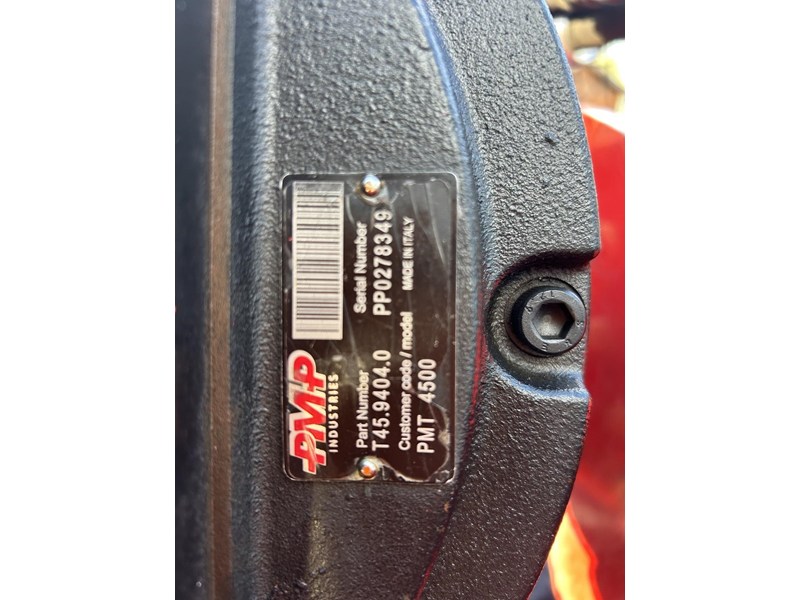 PMP
INDUSTRIES
Part Number
Serial Number
T45.9404.0
PP0278349
Customer code / model
MADE IN ITALY
PMT 4500